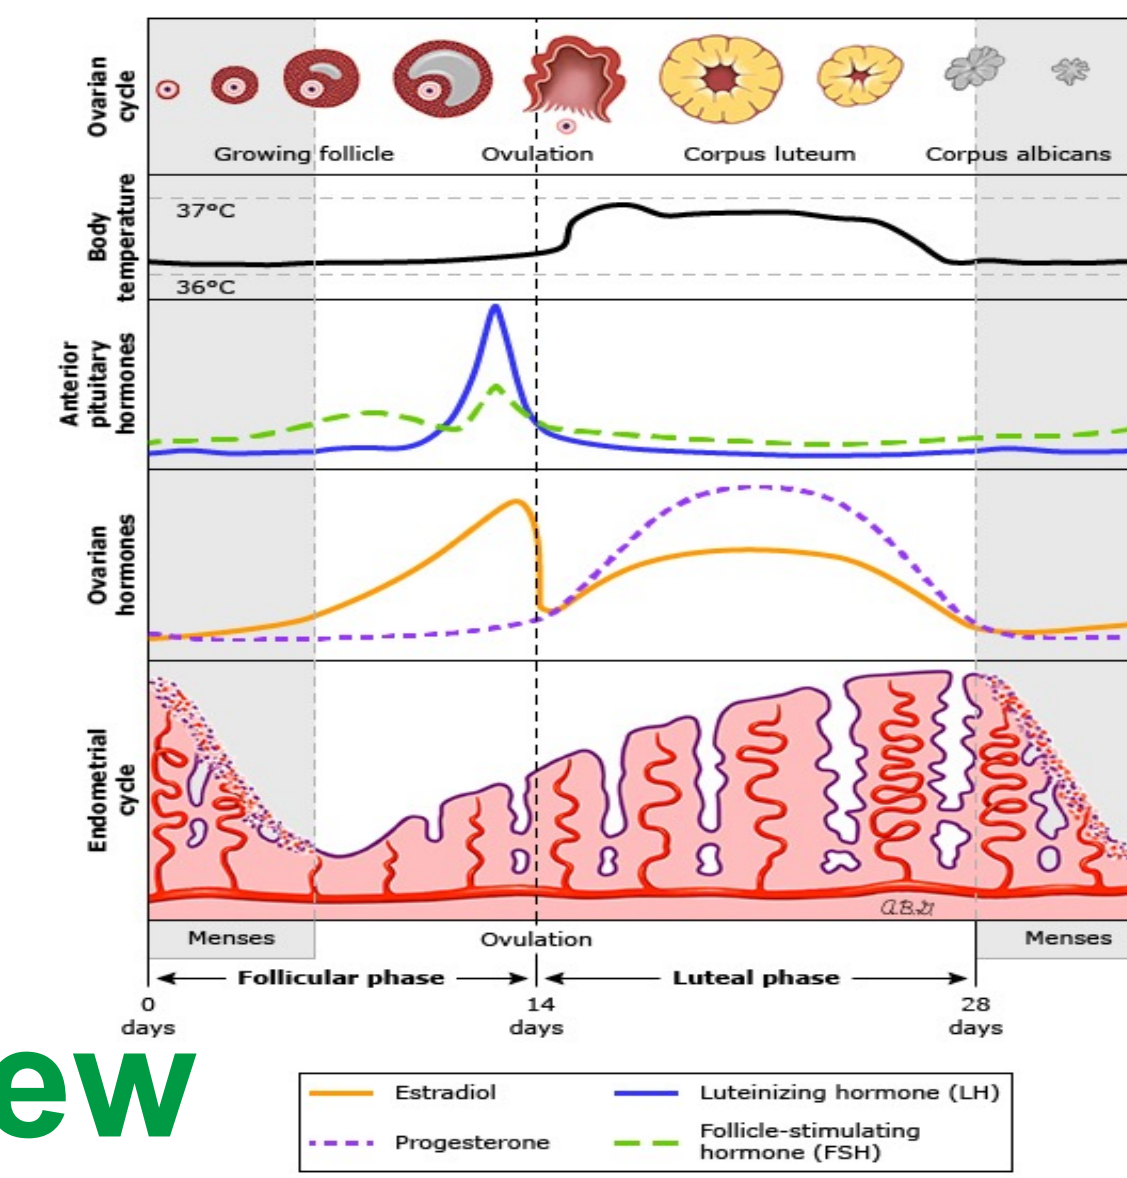 Ovarian
cycle
Growing follicle
Ovulation
Corpus luteum
Corpus albicans
Body
temperature
37°C
36°C
Anterior
pituitary
hormones
Ovarian
hormones
Endometrial
cycle
Menses
Ovulation
Menses
Follicular phase
Luteal phase
0
days
14
days
28
days
ew
Estradiol
Luteinizing hormone (LH)
Progesterone
Follicle-stimulating
hormone (FSH)